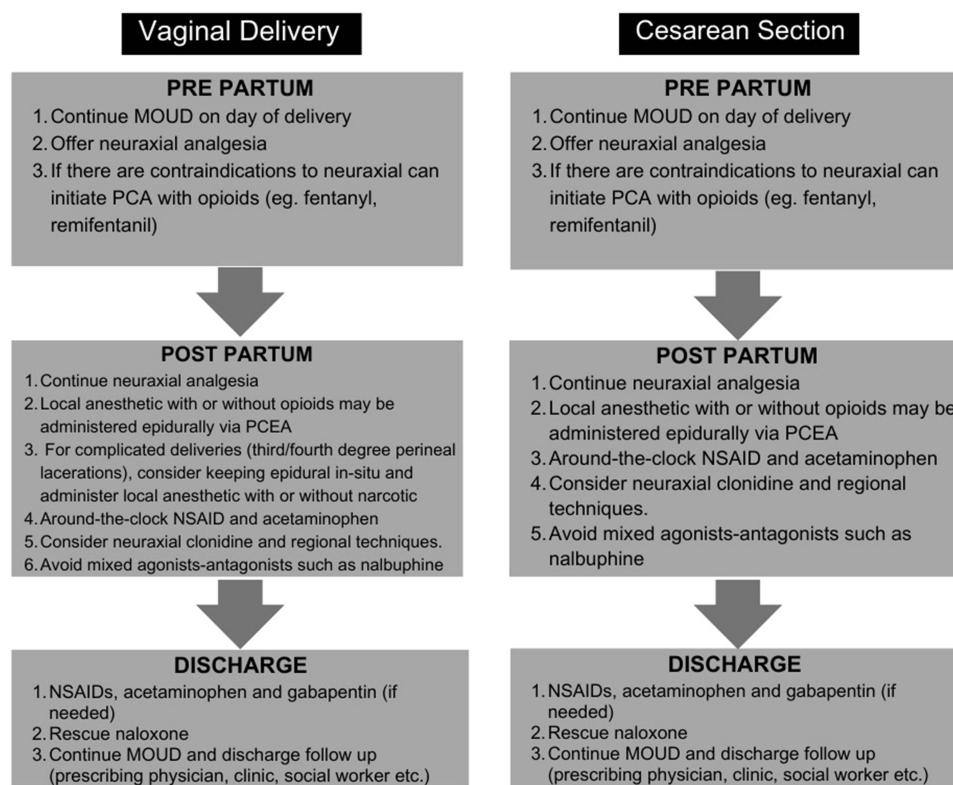 Vaginal Delivery
PRE PARTUM
1. Continue MOUD on day of delivery
2. Offer neuraxial analgesia
3. If there are contraindications to neuraxial can
initiate PCA with opioids (eg. fentanyl,
remifentanil)
POST PARTUM
1. Continue neuraxial analgesia
2. Local anesthetic with or without opioids may be
administered epidurally via PCEA
3. For complicated deliveries (third/fourth degree perineal
lacerations), consider keeping epidural in-situ and
administer local anesthetic with or without narcotic
4. Around-the-clock NSAID and acetaminophen
5. Consider neuraxial clonidine and regional techniques.
6. Avoid mixed agonists-antagonists such as nalbuphine
DISCHARGE
1. NSAIDs, acetaminophen and gabapentin (if
needed)
2. Rescue naloxone
3. Continue MOUD and discharge follow up
(prescribing physician, clinic, social worker etc.)
Cesarean Section
PRE PARTUM
1. Continue MOUD on day of delivery
2. Offer neuraxial analgesia
3. If there are contraindications to neuraxial can
initiate PCA with opioids (eg. fentanyl,
remifentanil)
POST PARTUM
1. Continue neuraxial analgesia
2. Local anesthetic with or without opioids may be
administered epidurally via PCEA
3. Around-the-clock NSAID and acetaminophen
4. Consider neuraxial clonidine and regional
techniques.
5. Avoid mixed agonists-antagonists such as
nalbuphine
DISCHARGE
1. NSAIDs, acetaminophen and gabapentin (if
needed)
2. Rescue naloxone
3. Continue MOUD and discharge follow up
(prescribing physician, clinic, social worker etc.)